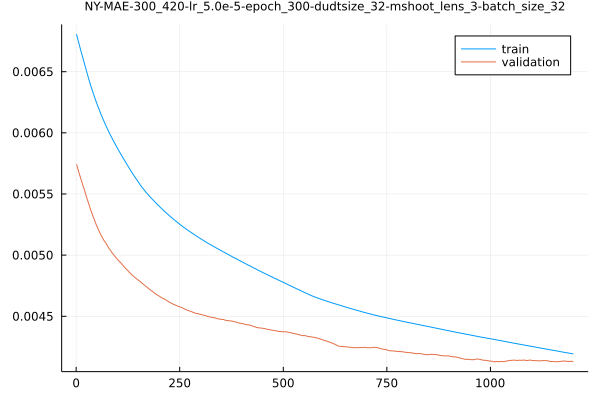 NY-MAE-300_420-lr_5.0e-5-epoch_300-dudtsize_32-mshoot_lens_3-batch_size_32
train
validation
0.0065
0.0060
0.0055
0.0050
0.0045
0 250 500 750 1000